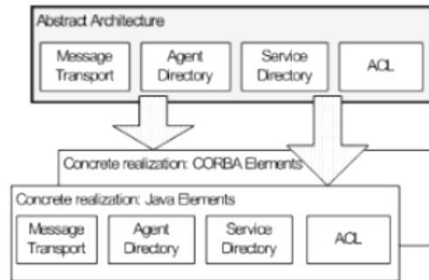 Abstract Architecture
Message
Transport
Agent
Directory
Service
Directory
ACL
Concrete realization: CORBA Elements
Concrete realization: Java Elements
Message
Transport
Agent
Directory
Service
Directory
ACL